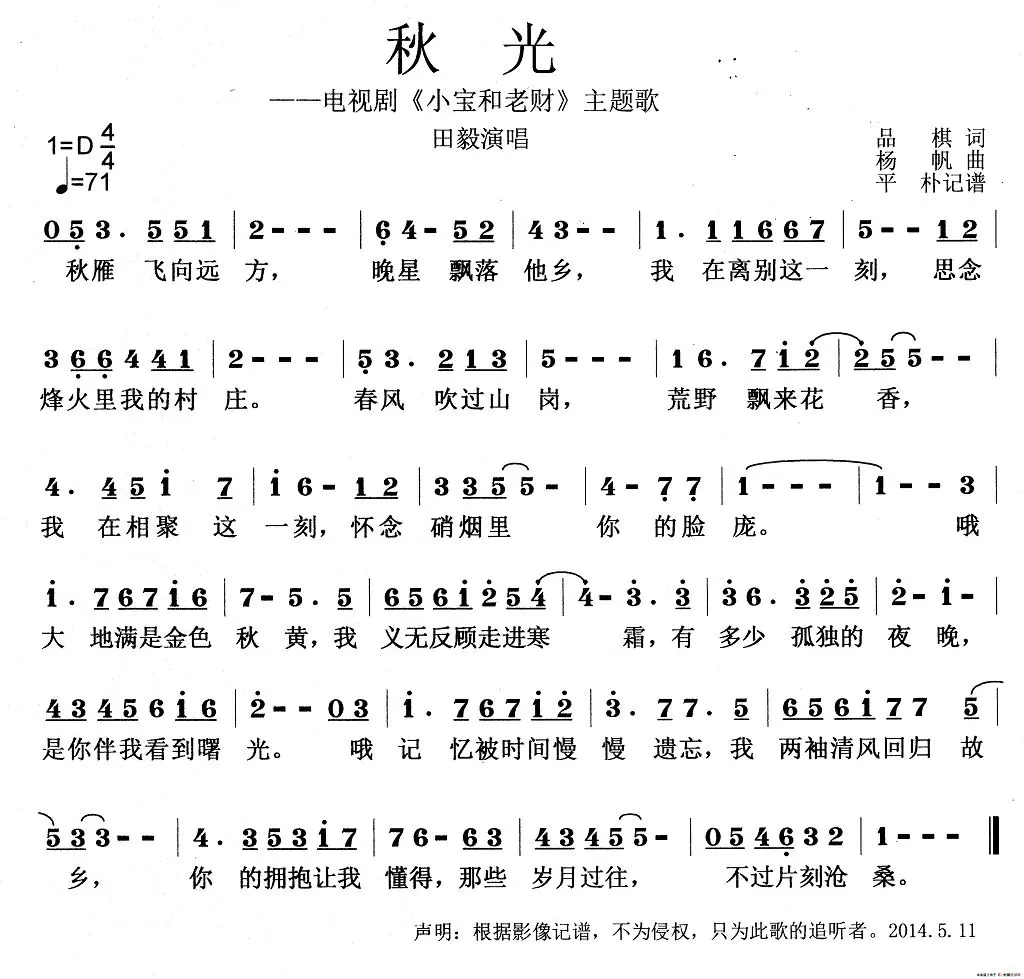 秋 光
——电视剧《小宝和老财》主题歌
田毅演唱
品 棋 词
杨 帆 曲
平 朴记谱
1=D 4/4
♩=71
0 5 3 . 5 5 1 | 2 - - - | 6 4 - 5 2 | 4 3 - - | 1 . 1 1 6 6 7 | 5 - - 1 2 |
秋雁 飞向远 方， 晚星 飘落 他乡， 我 在离别这一 刻， 思念
3 6 6 4 4 1 | 2 - - - | 5 3 . 2 1 3 | 5 - - - | 1 6 . 7 i 2 | 2 5 5 - - |
烽火里我的村 庄。 春风 吹过山 岗， 荒野 飘来花 香，
4 . 4 5 i 7 | i 6 - 1 2 | 3 3 5 5 - | 4 - 7 7 | 1 - - - | 1 - - 3 |
我 在相聚 这 一刻，怀念 硝烟里 你 的脸 庞。 哦
i . 7 6 7 i 6 | 7 - 5 . 5 | 6 5 6 i 2 5 4 | 4 - 3 . 3 | 3 6 . 3 2 5 | 2 - i - |
大 地满是金色 秋 黄，我 义无反顾走进寒 霜，有 多少 孤独的 夜 晚，
4 3 4 5 6 i 6 | 2 - - 0 3 | i . 7 6 7 i 2 | 3 . 7 7 . 5 | 6 5 6 i 7 7 5 |
是你伴我看到曙 光。 哦 记 忆被时间慢 慢 遗忘，我 两袖清风回归 故
5 3 3 - - | 4 . 3 5 3 i 7 | 7 6 - 6 3 | 4 3 4 5 5 - | 0 5 4 6 3 2 | 1 - - - ‖
乡， 你 的拥抱让我 懂得，那些 岁月过往， 不过片刻沧 桑。
声明：根据影像记谱，不为侵权，只为此歌的追听者。2014.5.11